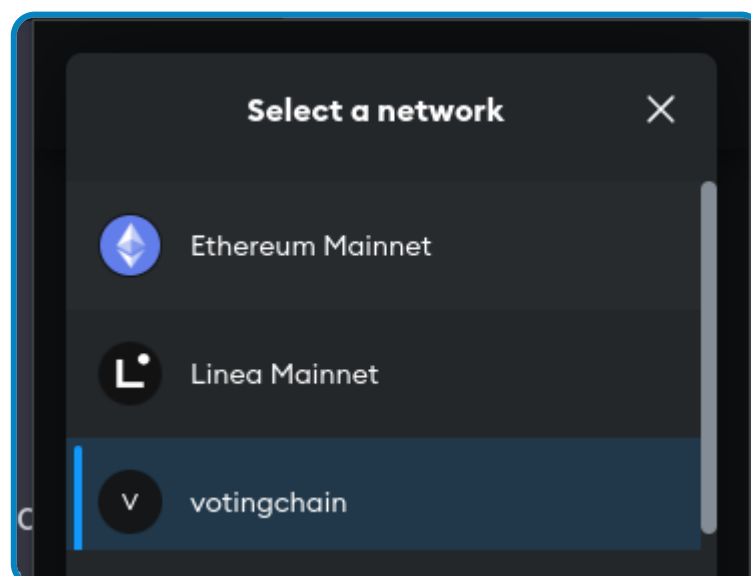 Select a network
Ethereum Mainnet
Linea Mainnet
V
votingchain